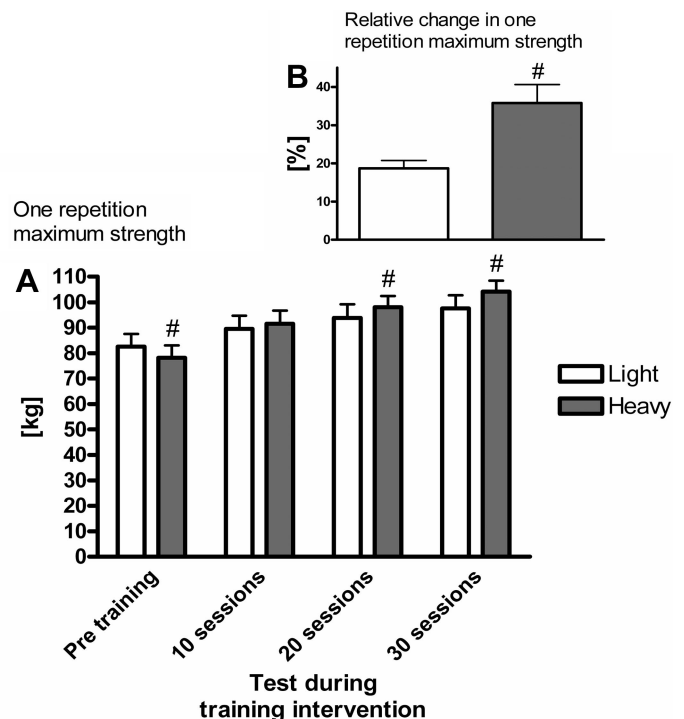 Relative change in one
repetition maximum strength
B
#
40
30
20
10
0
[%]
One repetition
maximum strength
A
110
100
90
80
70
60
50
40
30
20
10
0
[kg]
#
#
#
Light
Heavy
Pre training
10 sessions
20 sessions
30 sessions
Test during
training intervention